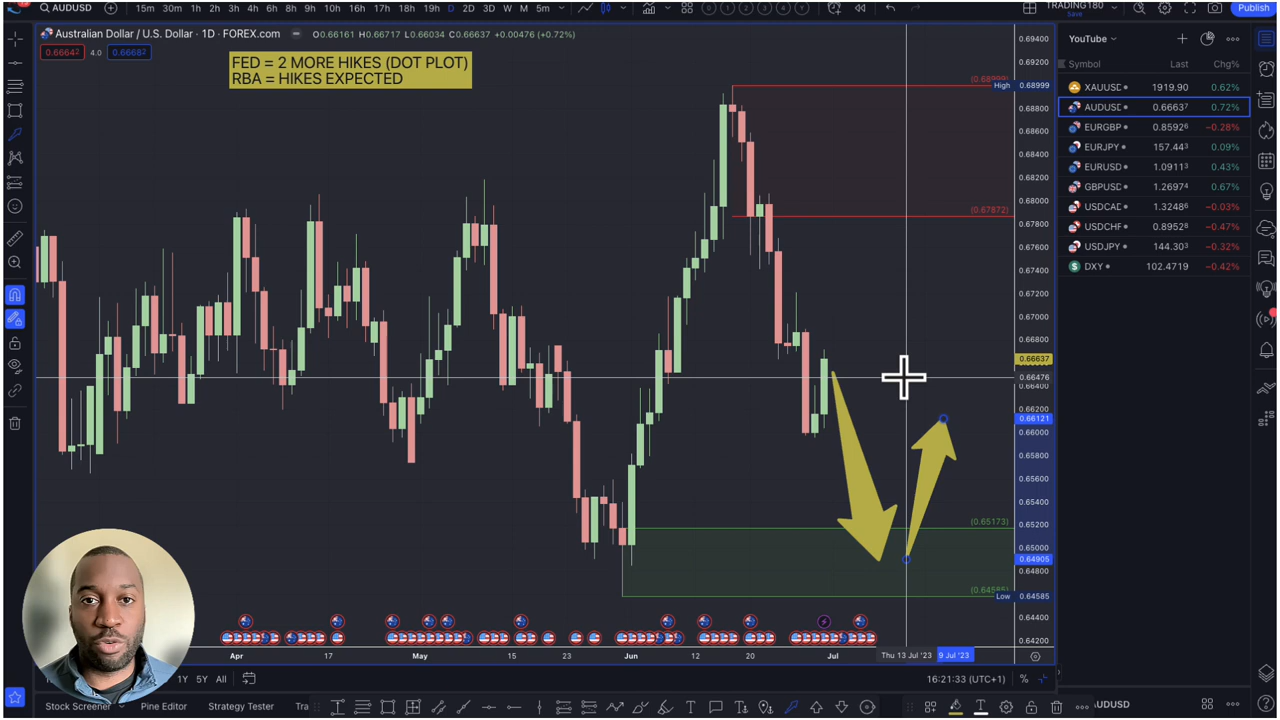 AUDUSD
15m 30m 1h 2h 3h 4h 6h 8h 12h D 2D 3D W M 5m
TRADING180
Save
Publish
Australian Dollar / U.S. Dollar · 1D · FOREX.com
O0.66161 H0.66717 L0.66034 C0.66637 +0.00476 (+0.72%)
0.66642 4.0 0.66682
FED = 2 MORE HIKES (DOT PLOT)
RBA = HIKES EXPECTED
(0.68999)
High 0.68999
(0.67872)
(0.65173)
(0.64585)
Low 0.64585
0.69400
0.69200
0.68800
0.68600
0.68400
0.68200
0.68000
0.67800
0.67600
0.67400
0.67200
0.67000
0.66800
0.66637
0.66476
0.66400
0.66200
0.66121
0.66000
0.65800
0.65600
0.65400
0.65200
0.65000
0.64905
0.64800
0.64400
0.64200
Apr 17 May 15 23 Jun 12 20 Jul Thu 13 Jul '23 9 Jul '23
1Y 5Y All
16:21:33 (UTC+1) %
Stock Screener Pine Editor Strategy Tester Tra
YouTube
Symbol Last Chg%
XAUUSD 1919.90 0.62%
AUDUSD 0.66637 0.72%
EURGBP 0.85926 −0.28%
EURJPY 157.443 0.09%
EURUSD 1.09113 0.43%
GBPUSD 1.26974 0.67%
USDCAD 1.32486 −0.03%
USDCHF 0.89528 −0.47%
USDJPY 144.303 −0.32%
DXY 102.4719 −0.42%
AUDUSD